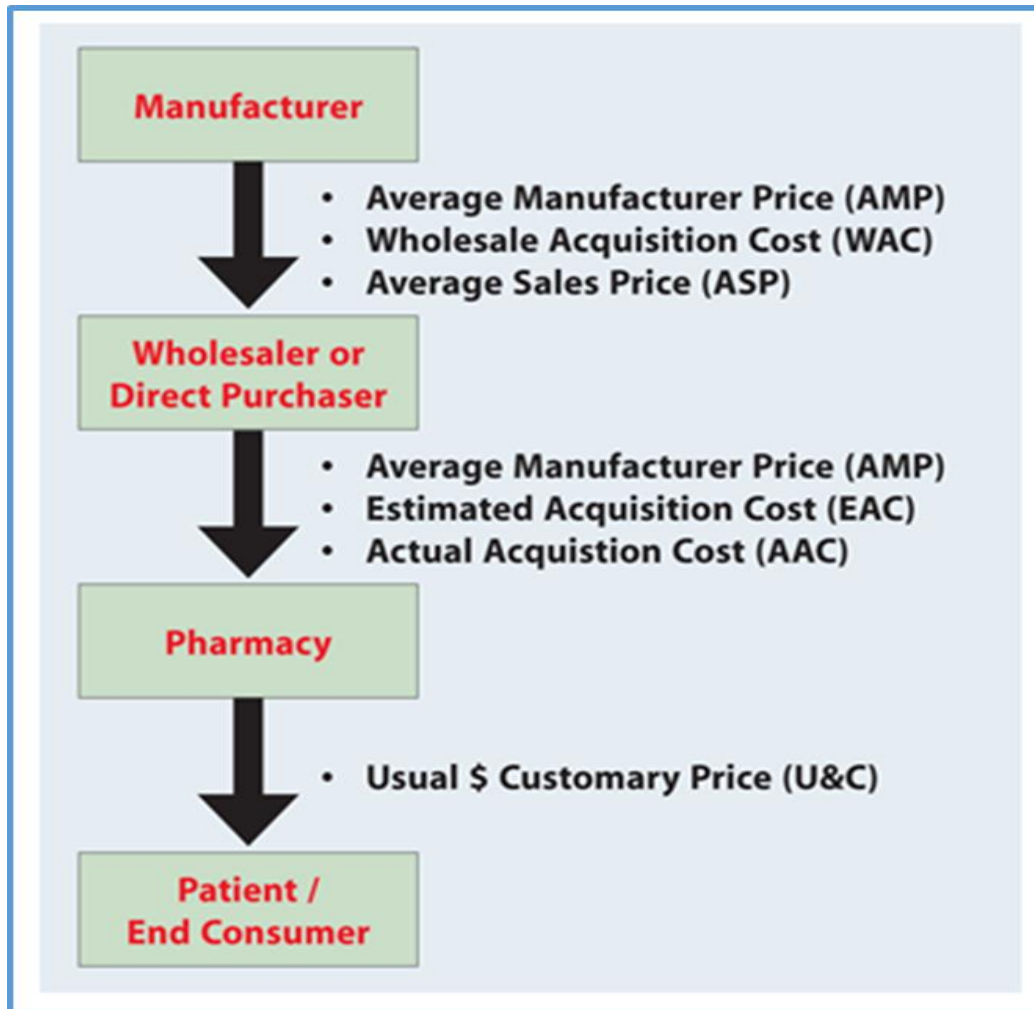 Manufacturer
• Average Manufacturer Price (AMP)
• Wholesale Acquisition Cost (WAC)
• Average Sales Price (ASP)
Wholesaler or
Direct Purchaser
• Average Manufacturer Price (AMP)
• Estimated Acquisition Cost (EAC)
• Actual Acquistion Cost (AAC)
Pharmacy
• Usual $ Customary Price (U&C)
Patient /
End Consumer